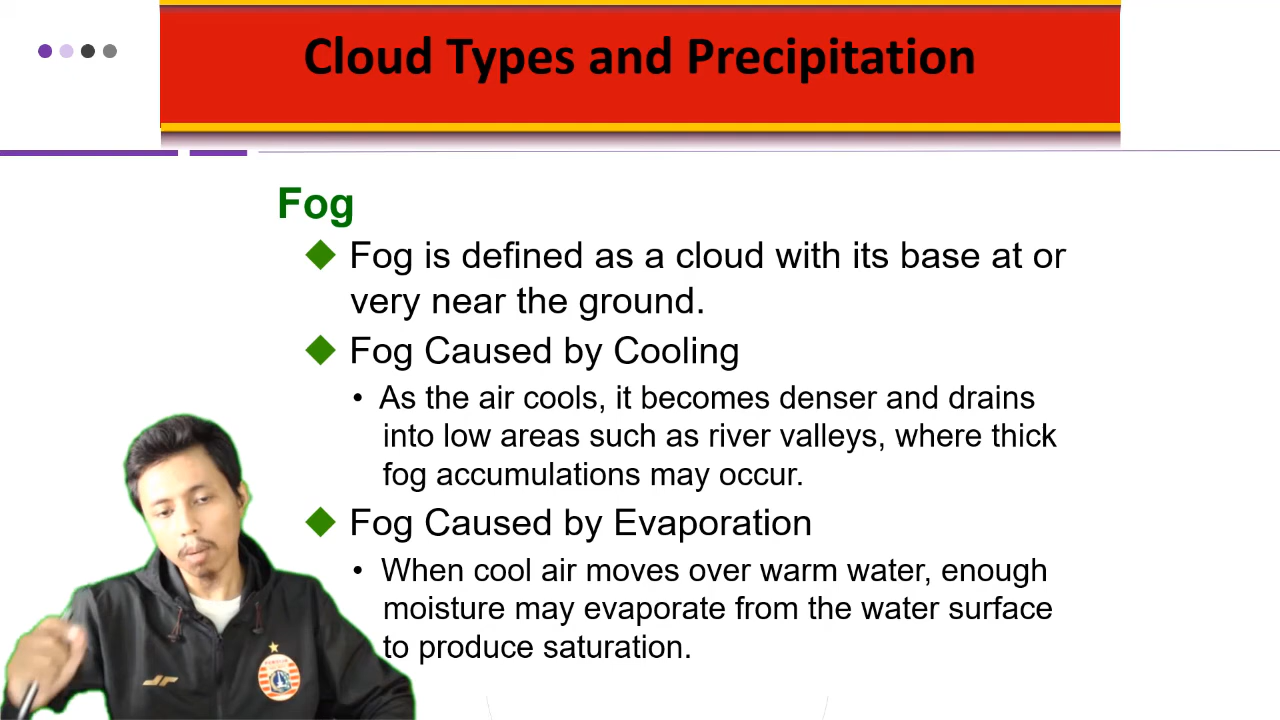 Cloud Types and Precipitation
Fog
Fog is defined as a cloud with its base at or
very near the ground.
Fog Caused by Cooling
• As the air cools, it becomes denser and drains
into low areas such as river valleys, where thick
fog accumulations may occur.
Fog Caused by Evaporation
• When cool air moves over warm water, enough
moisture may evaporate from the water surface
to produce saturation.